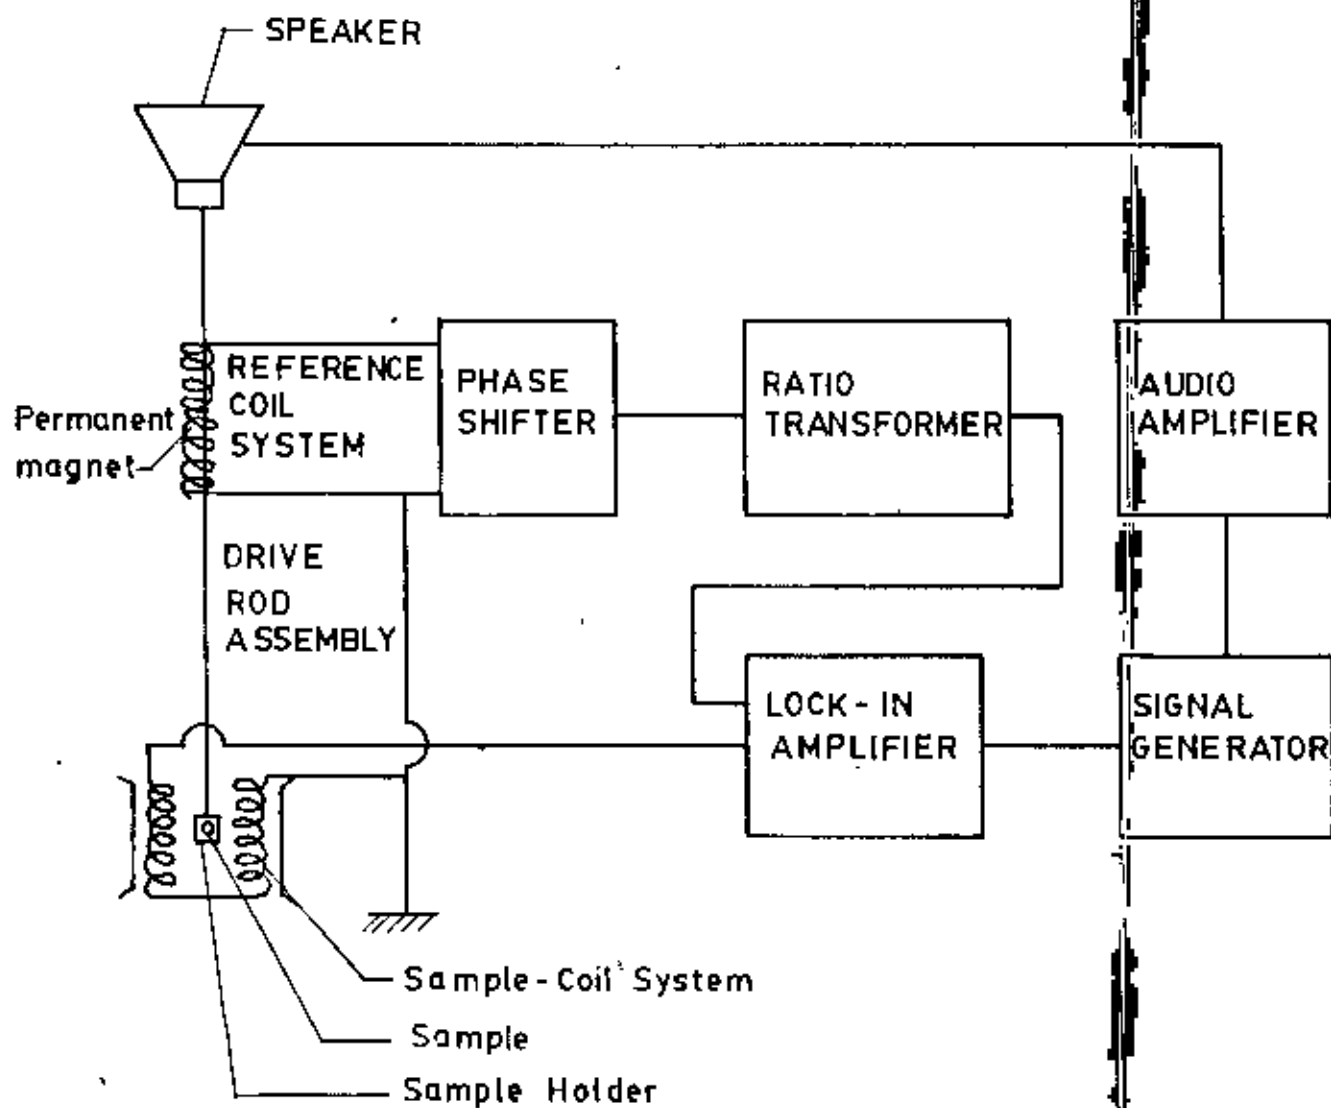 SPEAKER
REFERENCE
COIL
SYSTEM
Permanent
magnet
PHASE
SHIFTER
RATIO
TRANSFORMER
AUDIO
AMPLIFIER
DRIVE
ROD
ASSEMBLY
LOCK-IN
AMPLIFIER
SIGNAL
GENERATOR
Sample-Coil System
Sample
Sample Holder